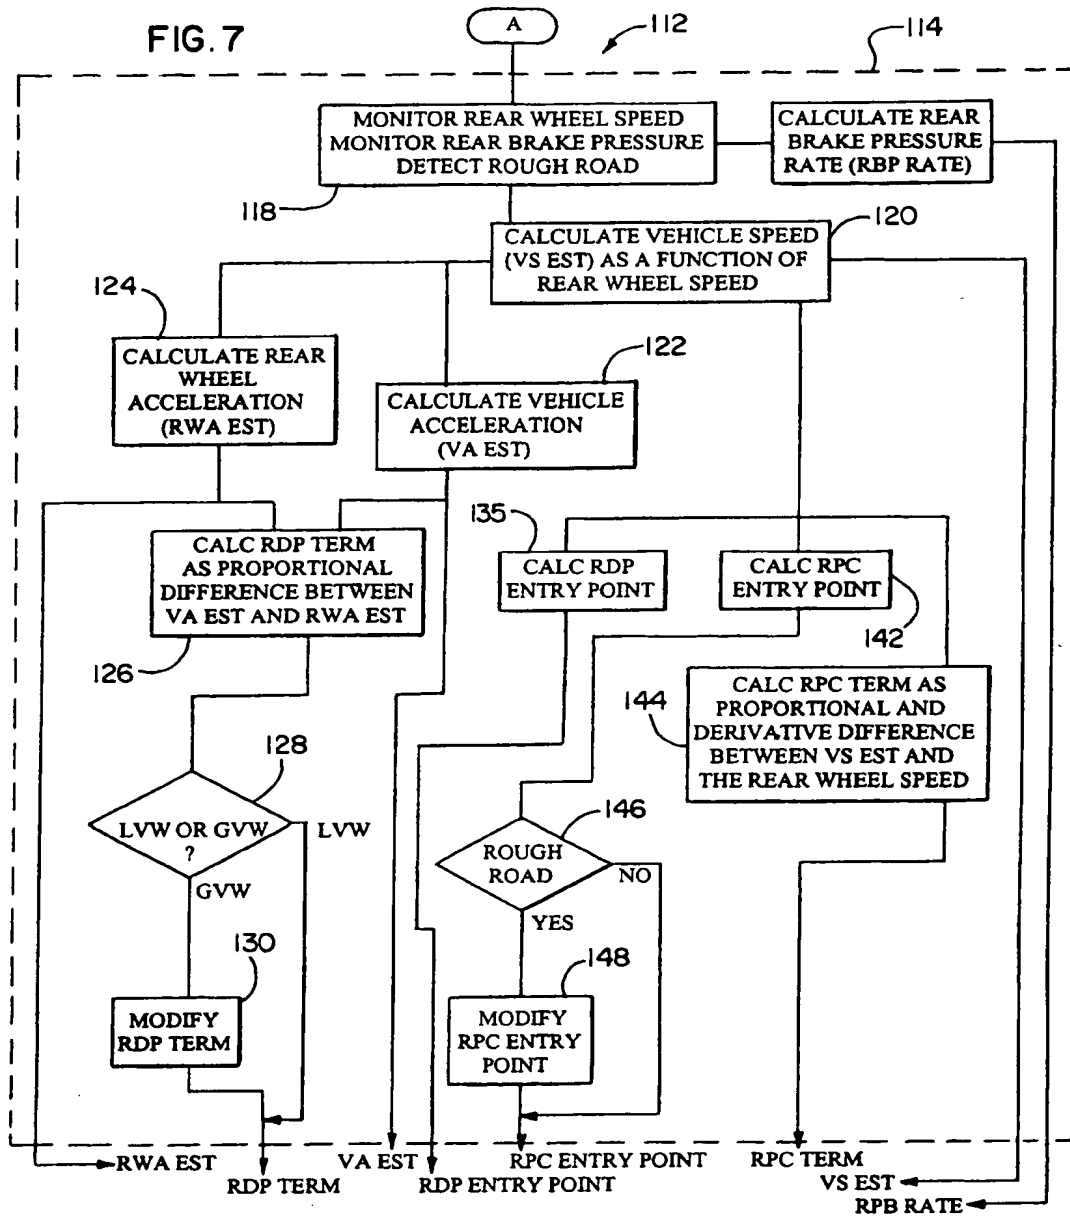 FIG. 7
A
112
114
MONITOR REAR WHEEL SPEED
MONITOR REAR BRAKE PRESSURE
DETECT ROUGH ROAD
118
CALCULATE REAR
BRAKE PRESSURE
RATE (RBP RATE)
120
CALCULATE VEHICLE SPEED
(VS EST) AS A FUNCTION OF
REAR WHEEL SPEED
124
CALCULATE REAR
WHEEL
ACCELERATION
(RWA EST)
122
CALCULATE VEHICLE
ACCELERATION
(VA EST)
CALC RDP TERM
AS PROPORTIONAL
DIFFERENCE BETWEEN
VA EST AND RWA EST
126
135
CALC RDP
ENTRY POINT
CALC RPC
ENTRY POINT
142
144
CALC RPC TERM AS
PROPORTIONAL AND
DERIVATIVE DIFFERENCE
BETWEEN VS EST AND
THE REAR WHEEL SPEED
128
LVW OR GVW
?
LVW
GVW
146
ROUGH
ROAD
NO
YES
130
MODIFY
RDP TERM
148
MODIFY
RPC ENTRY
POINT
RWA EST
RDP TERM
VA EST
RDP ENTRY POINT
RPC ENTRY POINT
RPC TERM
VS EST
RPB RATE